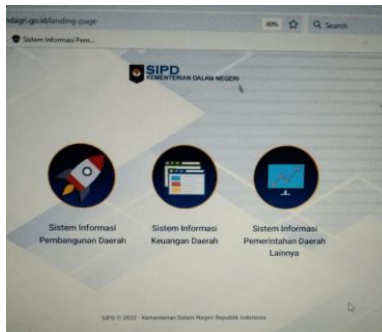 ndagri.go.id/landing-page
60%
Search
Sistem Informasi Pem...
SIPD
KEMENTERIAN DALAM NEGERI
Sistem Informasi
Pembangunan Daerah
Sistem Informasi
Keuangan Daerah
Sistem Informasi
Pemerintahan Daerah
Lainnya
SIPD © 2022 - Kementerian Dalam Negeri Republik Indonesia